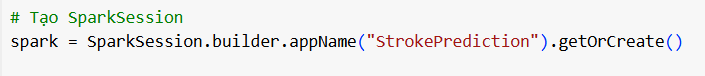 # Tạo SparkSession
spark = SparkSession.builder.appName("StrokePrediction").getOrCreate()